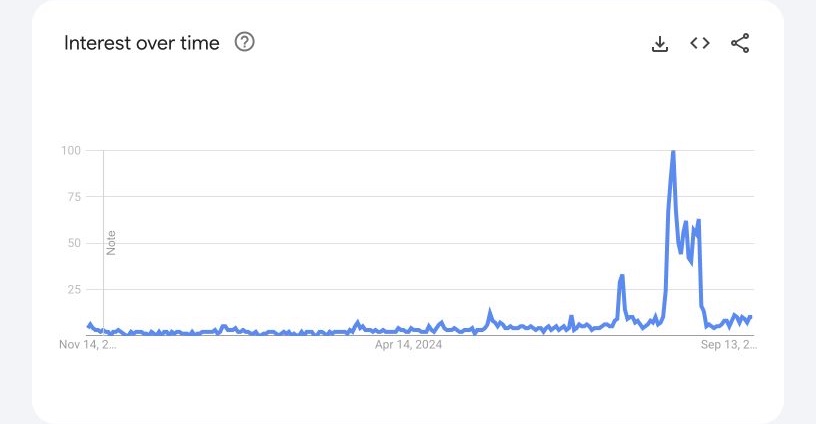 Interest over time
100
75
50
25
Note
Nov 14, 2...
Apr 14, 2024
Sep 13, 2...